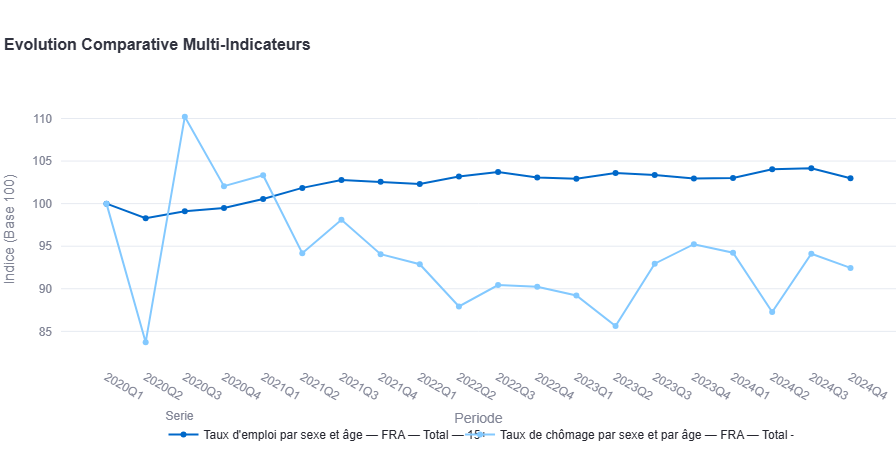 Evolution Comparative Multi-Indicateurs
Indice (Base 100)
110
105
100
95
90
85
2020Q1
2020Q2
2020Q3
2020Q4
2021Q1
2021Q2
2021Q3
2021Q4
2022Q1
2022Q2
2022Q3
2022Q4
2023Q1
2023Q2
2023Q3
2023Q4
2024Q1
2024Q2
2024Q3
2024Q4
Periode
Serie
Taux d'emploi par sexe et âge — FRA — Total — 15+
Taux de chômage par sexe et par âge — FRA — Total -